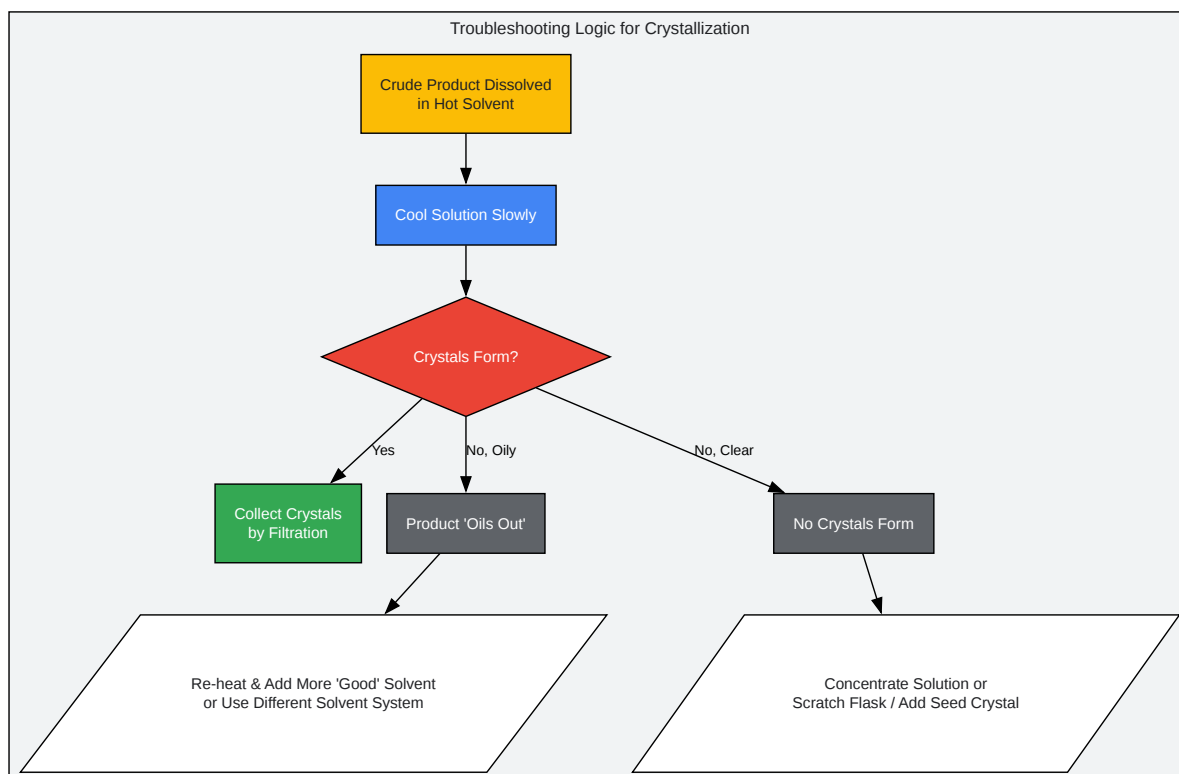 Troubleshooting Logic for Crystallization
Crude Product Dissolved
in Hot Solvent
Cool Solution Slowly
Crystals Form?
Yes
No, Oily
No, Clear
Collect Crystals
by Filtration
Product 'Oils Out'
No Crystals Form
Re-heat & Add More 'Good' Solvent
or Use Different Solvent System
Concentrate Solution or
Scratch Flask / Add Seed Crystal